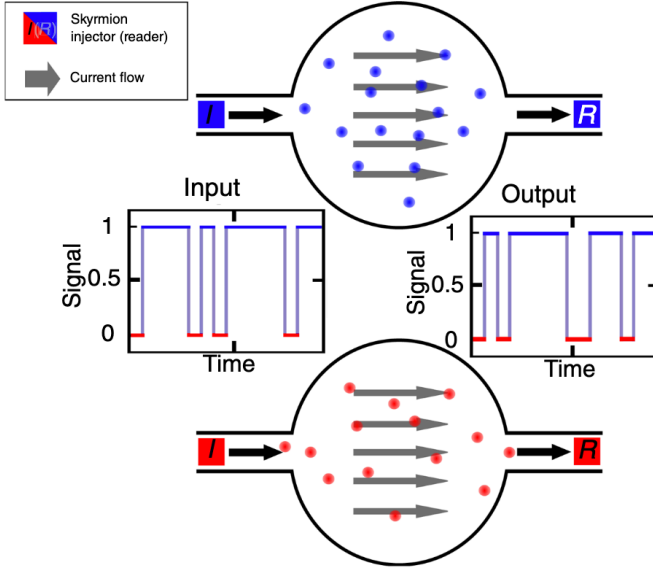 I(R)
Skyrmion
injector (reader)
Current flow
I
R
Input
Output
1
0.5
0
Signal
Time
1
0.5
0
Signal
Time
I
R